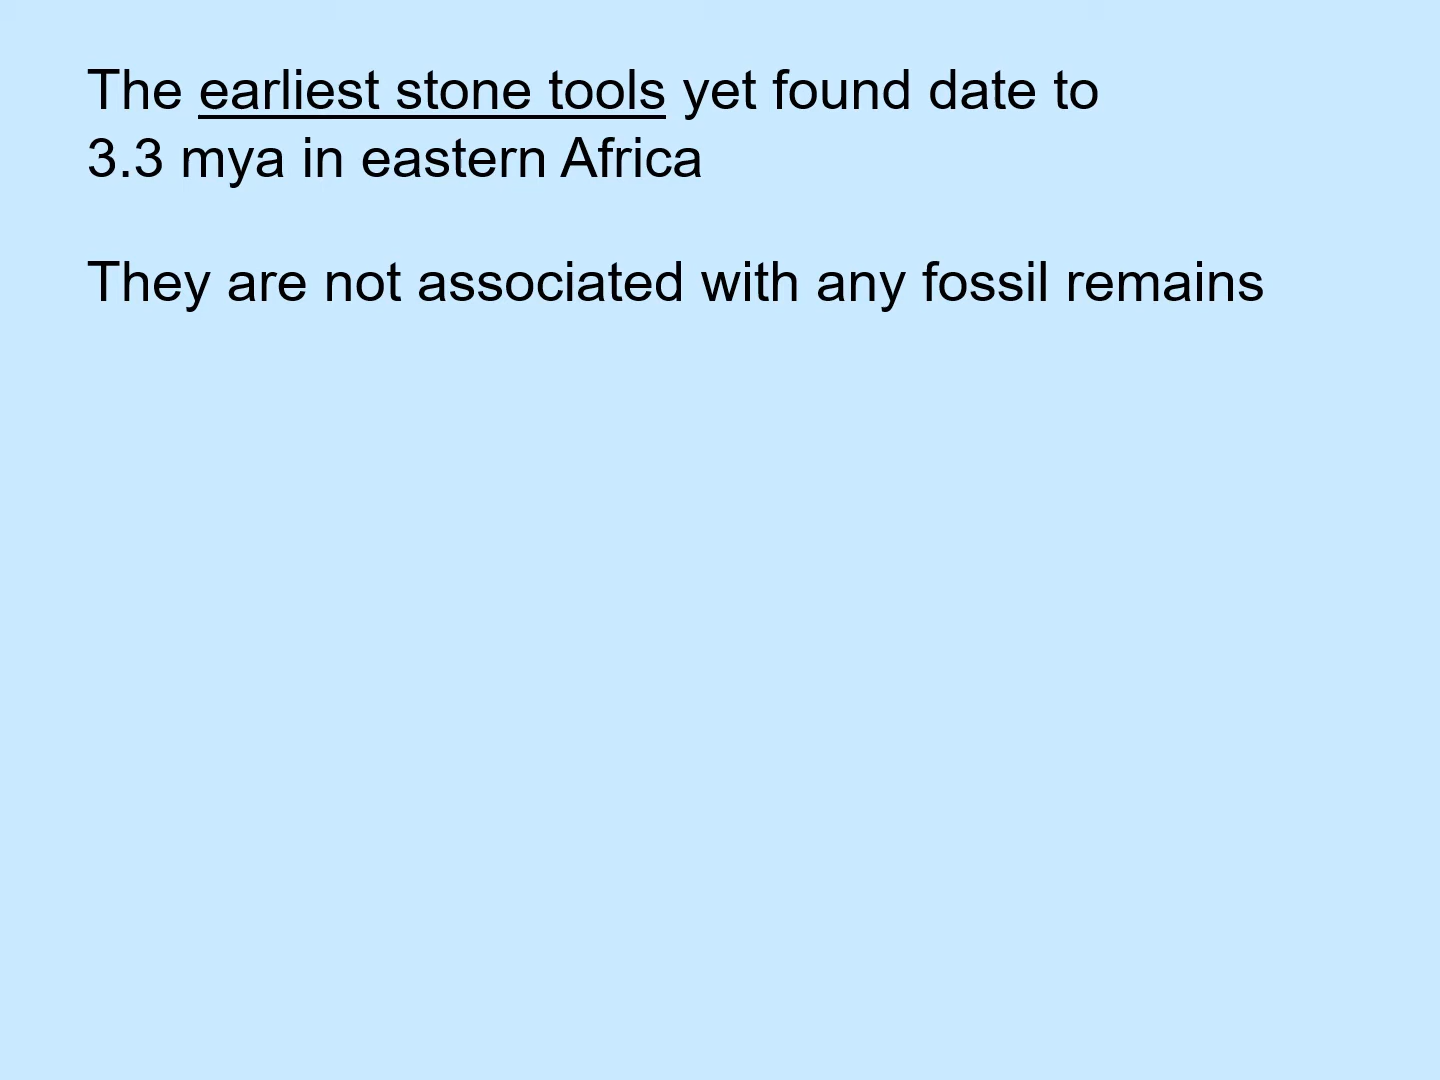 The earliest stone tools yet found date to
3.3 mya in eastern Africa
They are not associated with any fossil remains